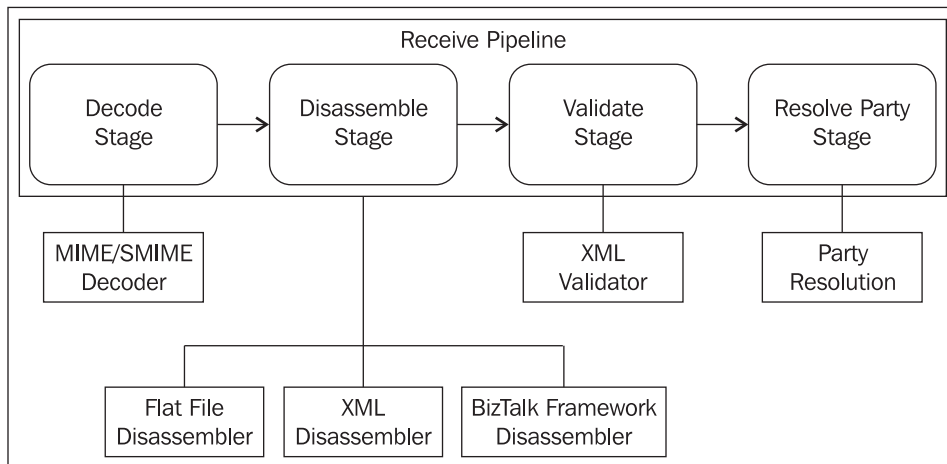 Receive Pipeline
Decode
Stage
Disassemble
Stage
Validate
Stage
Resolve Party
Stage
MIME/SMIME
Decoder
XML
Validator
Party
Resolution
Flat File
Disassembler
XML
Disassembler
BizTalk Framework
Disassembler